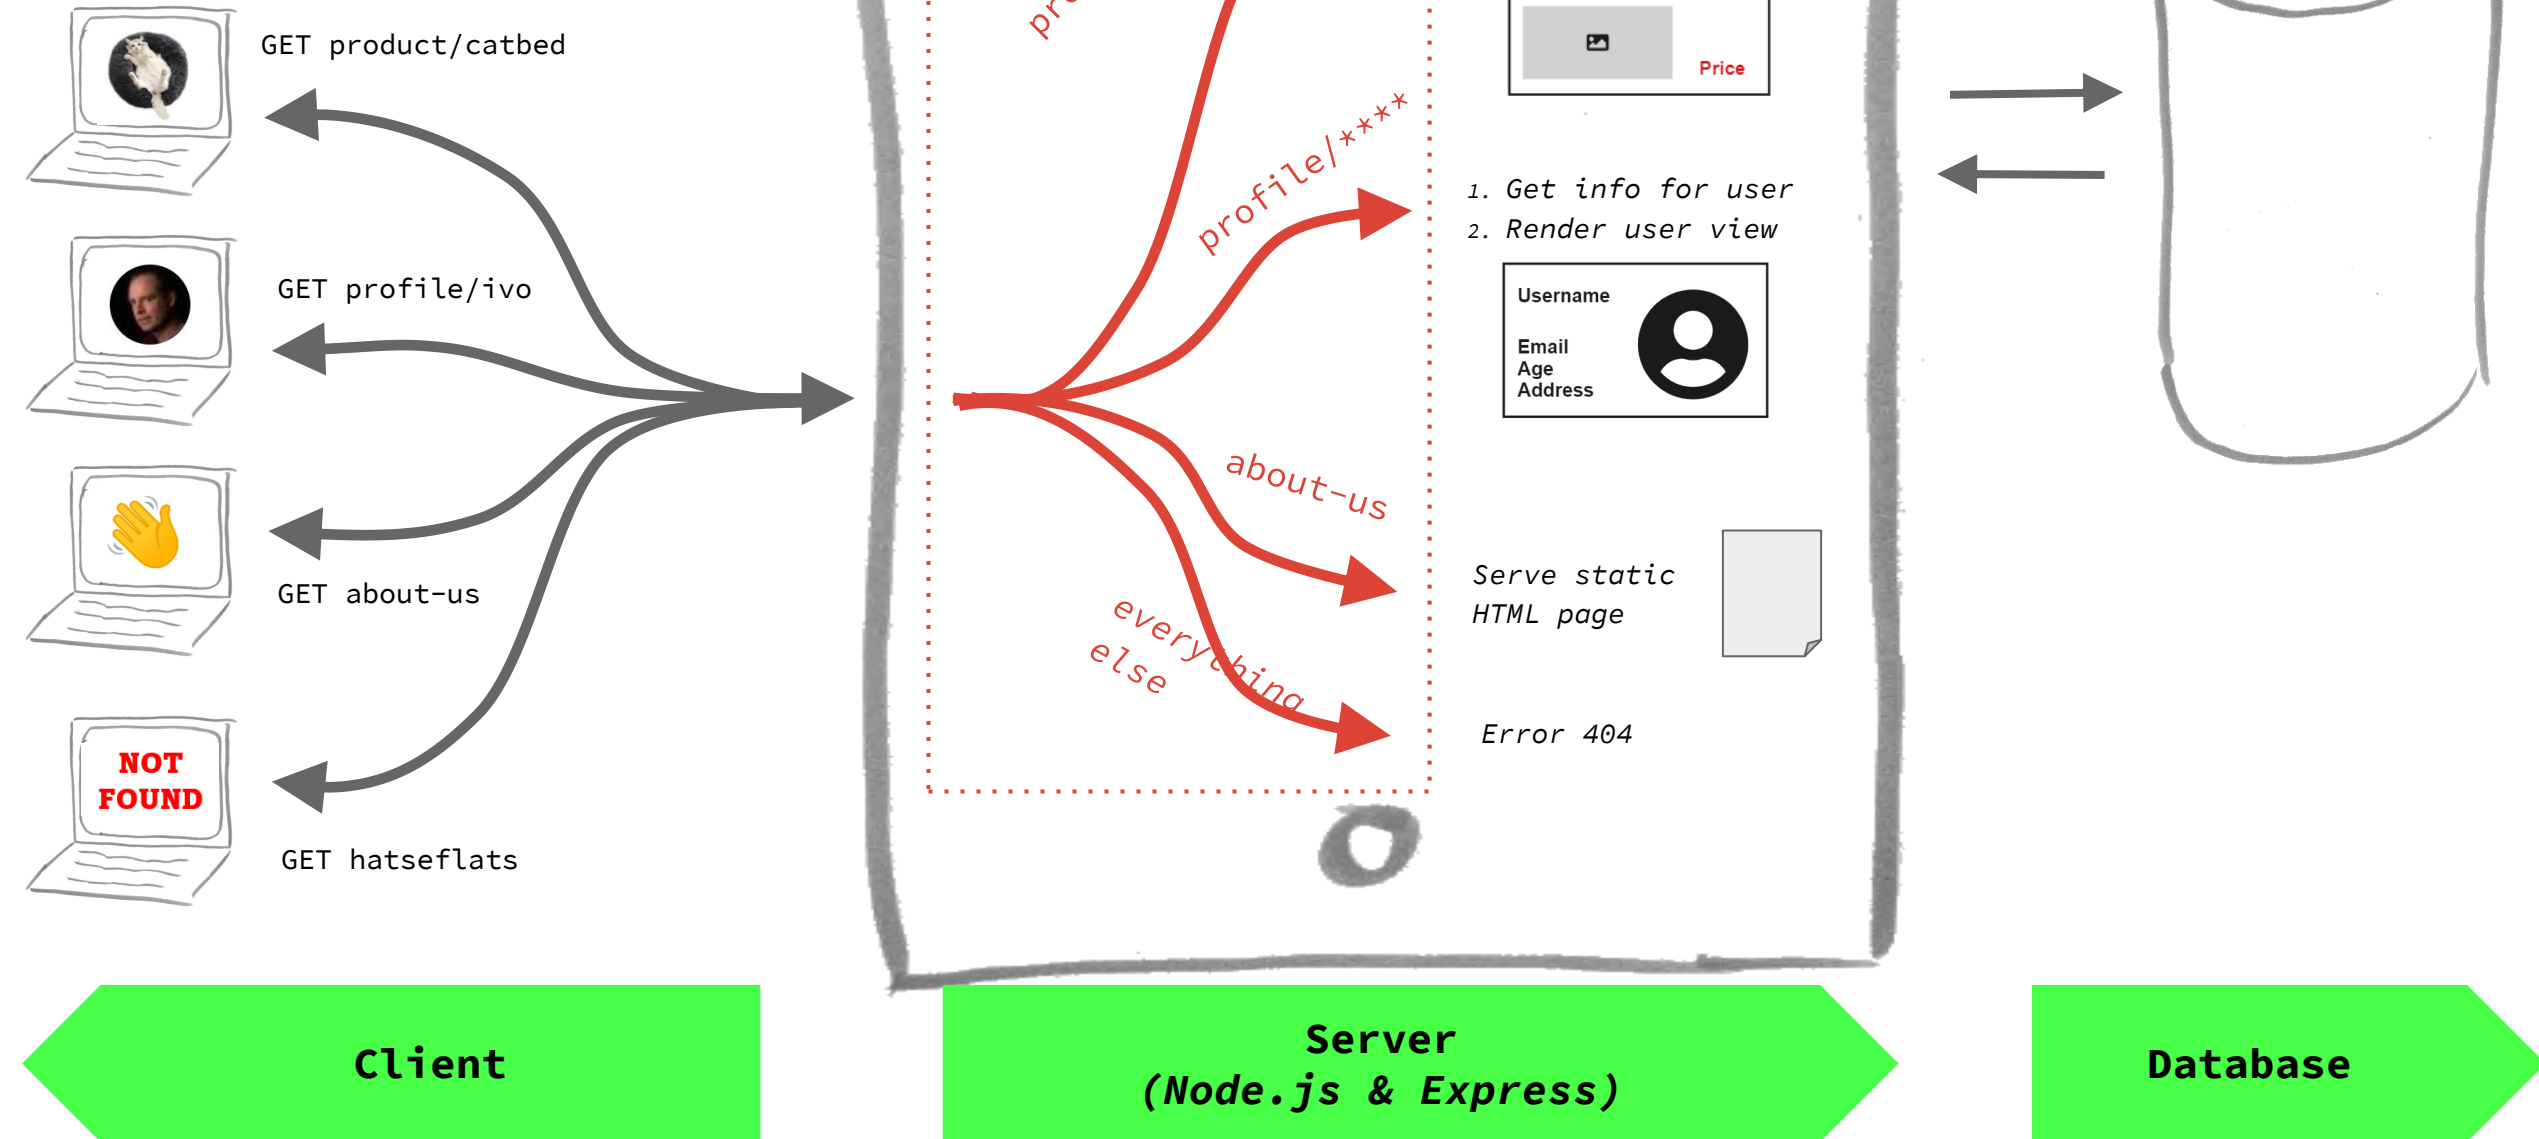 GET product/catbed
GET profile/ivo
GET about-us
NOT
FOUND
GET hatseflats
profile/****
about-us
everything
else
Price
1. Get info for user
2. Render user view
Username
Email
Age
Address
Serve static
HTML page
Error 404
Client
Server
(Node.js & Express)
Database